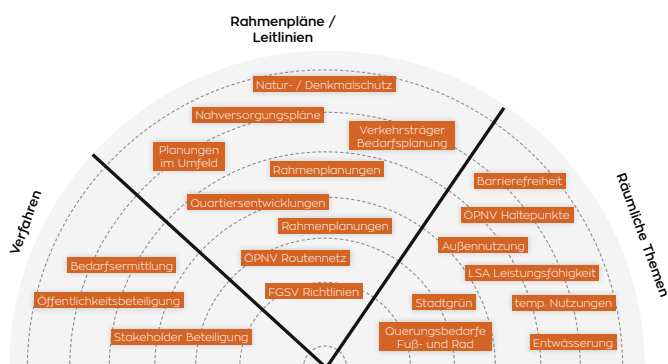 Rahmenpläne /
Leitlinien
Natur- / Denkmalschutz
Nahversorgungspläne
Verkehrsträger
Bedarfsplanung
Planungen
im Umfeld
Rahmenplanungen
Quartiersentwicklungen
Rahmenplanungen
ÖPNV Routennetz
FGSV Richtlinien
Verfahren
Bedarfsermittlung
Öffentlichkeitsbeteiligung
Stakeholder Beteiligung
Räumliche Themen
Barrierefreiheit
ÖPNV Haltepunkte
Außennutzung
LSA Leistungsfähigkeit
Stadtgrün
temp. Nutzungen
Querungsbedarfe
Fuß- und Rad
Entwässerung